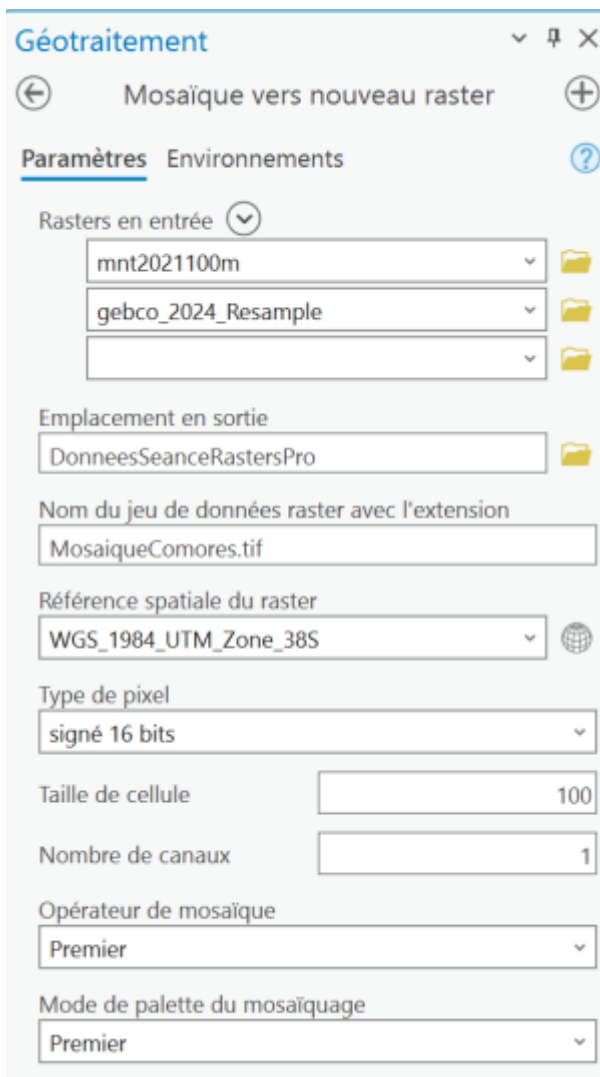 Géotraitement
Mosaïque vers nouveau raster
Paramètres Environnements
Rasters en entrée
mnt2021100m
gebco_2024_Resample
Emplacement en sortie
DonneesSeanceRastersPro
Nom du jeu de données raster avec l'extension
MosaiqueComores.tif
Référence spatiale du raster
WGS_1984_UTM_Zone_38S
Type de pixel
signé 16 bits
Taille de cellule 100
Nombre de canaux 1
Opérateur de mosaïque
Premier
Mode de palette du mosaïquage
Premier